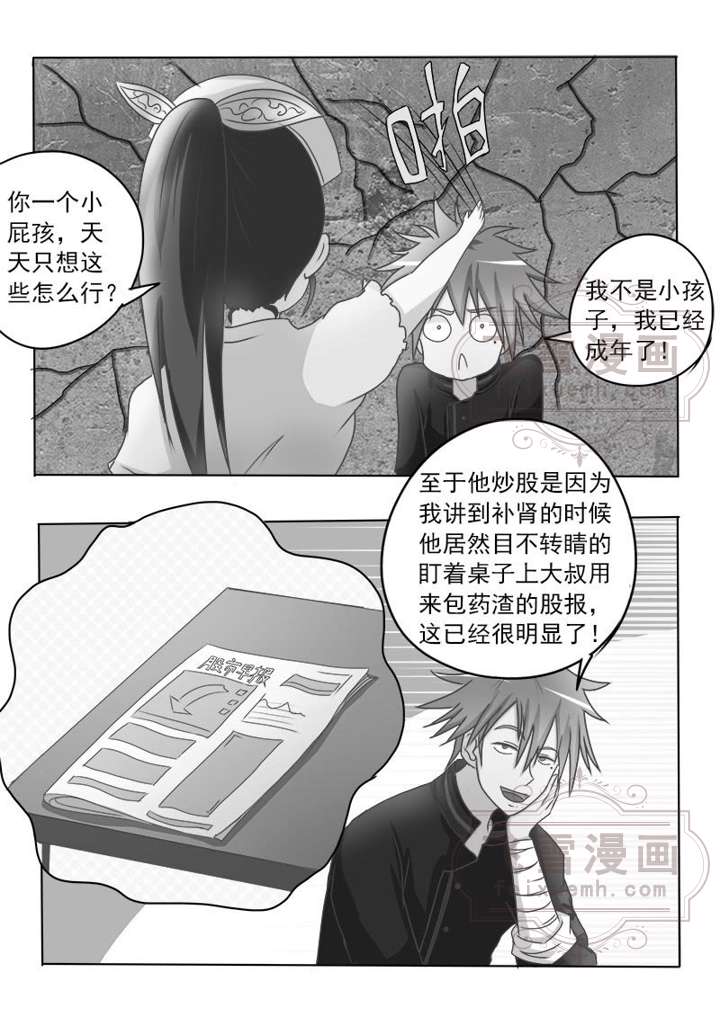 啪
你一个小
屁孩，天
天只想这
些怎么行？
我不是小孩
子，我已经
成年了！
至于他炒股是因为
我讲到补肾的时候
他居然目不转睛的
盯着桌子上大叔用
来包药渣的股报，
这已经很明显了！
股市早报
雪漫画
雪漫画